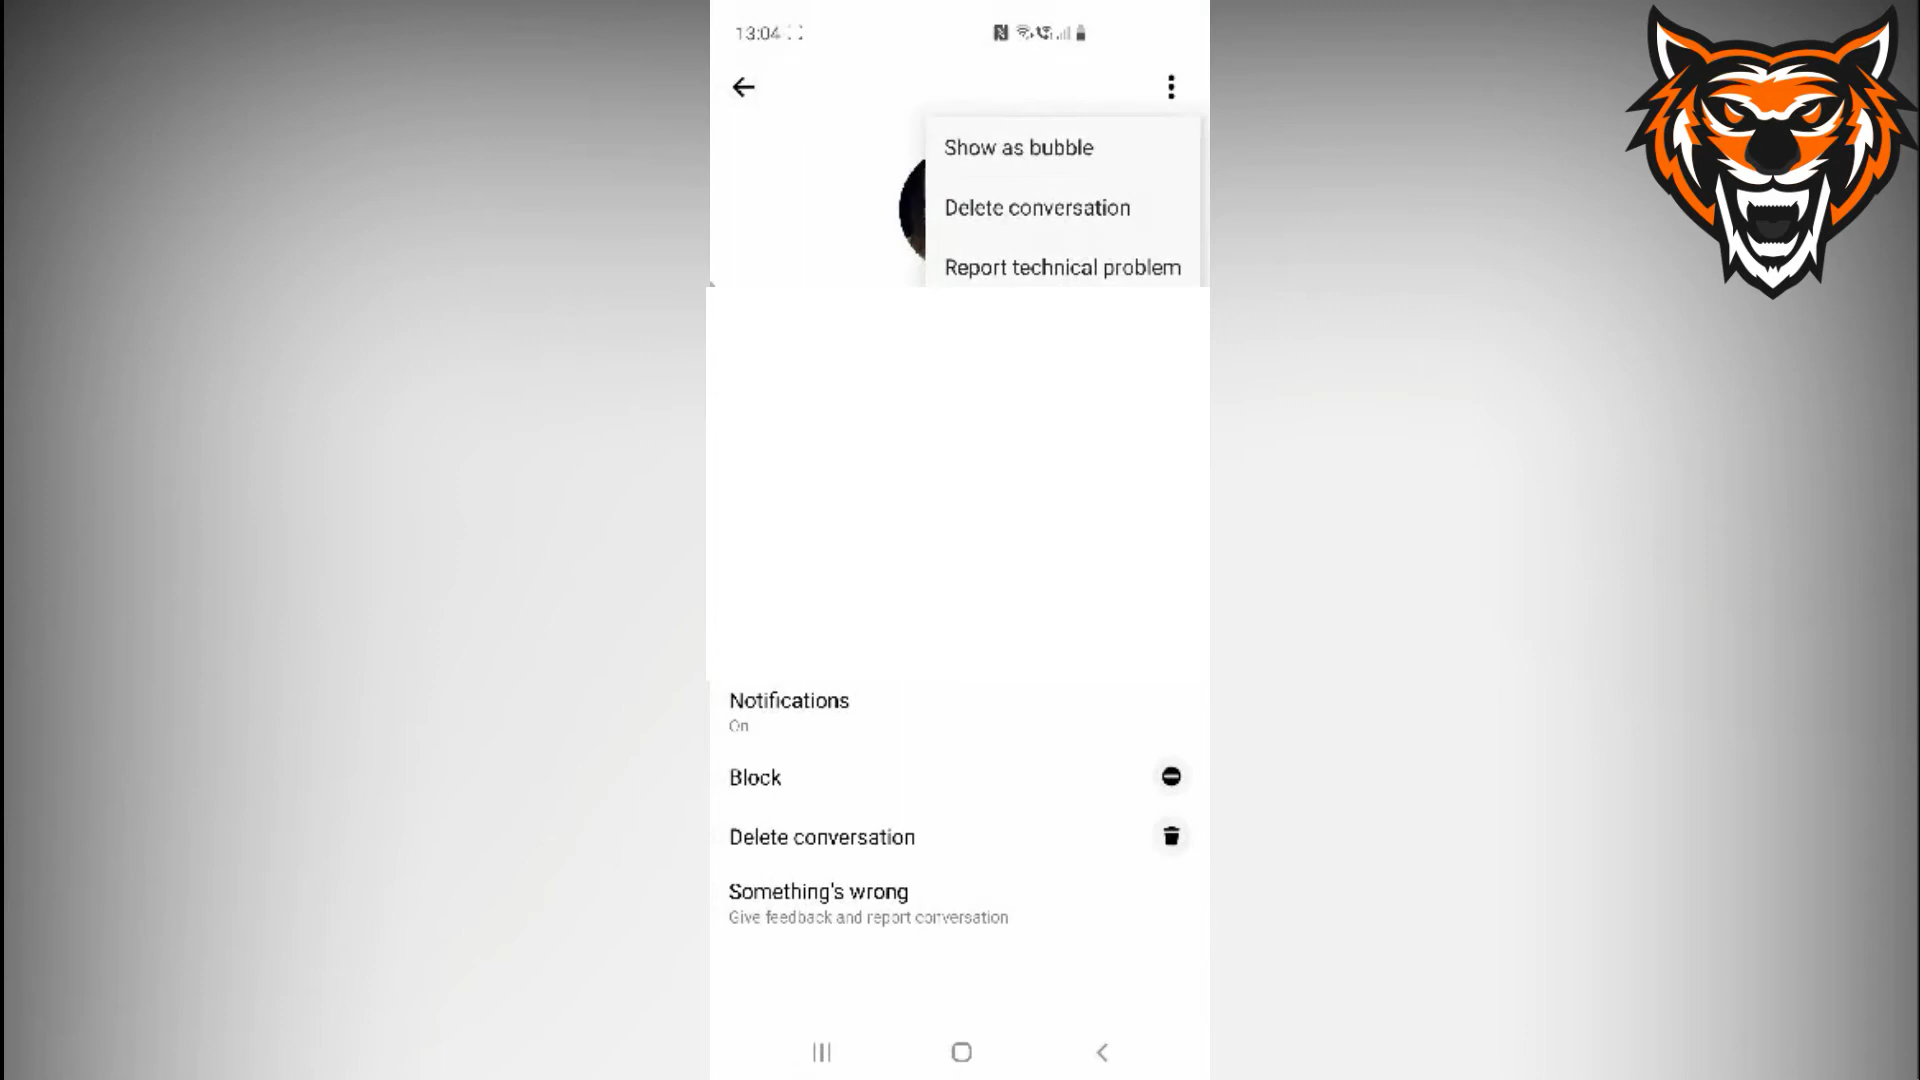 13:04
Show as bubble
Delete conversation
Report technical problem
Notifications
On
Block
Delete conversation
Something's wrong
Give feedback and report conversation